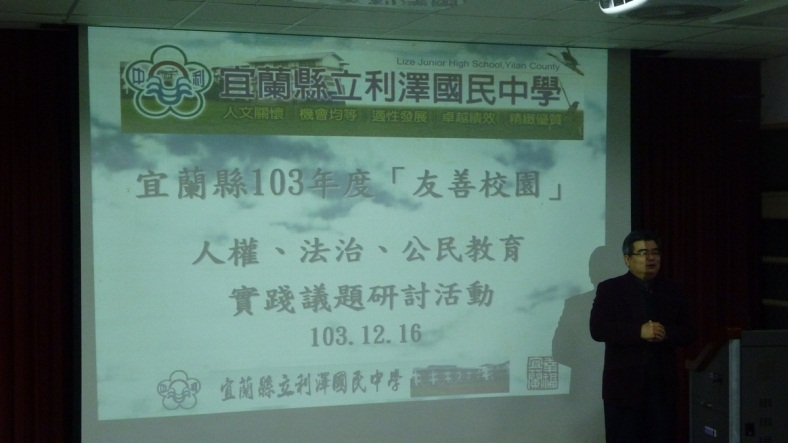 Lize Junior High School, Yilan County
宜蘭縣立利澤國民中學
人文關懷 機會均等 適性發展 卓越績效 精緻優質
宜蘭縣103年度「友善校園」
人權、法治、公民教育
實踐議題研討活動
103.12.16
宜蘭縣立利澤國民中學